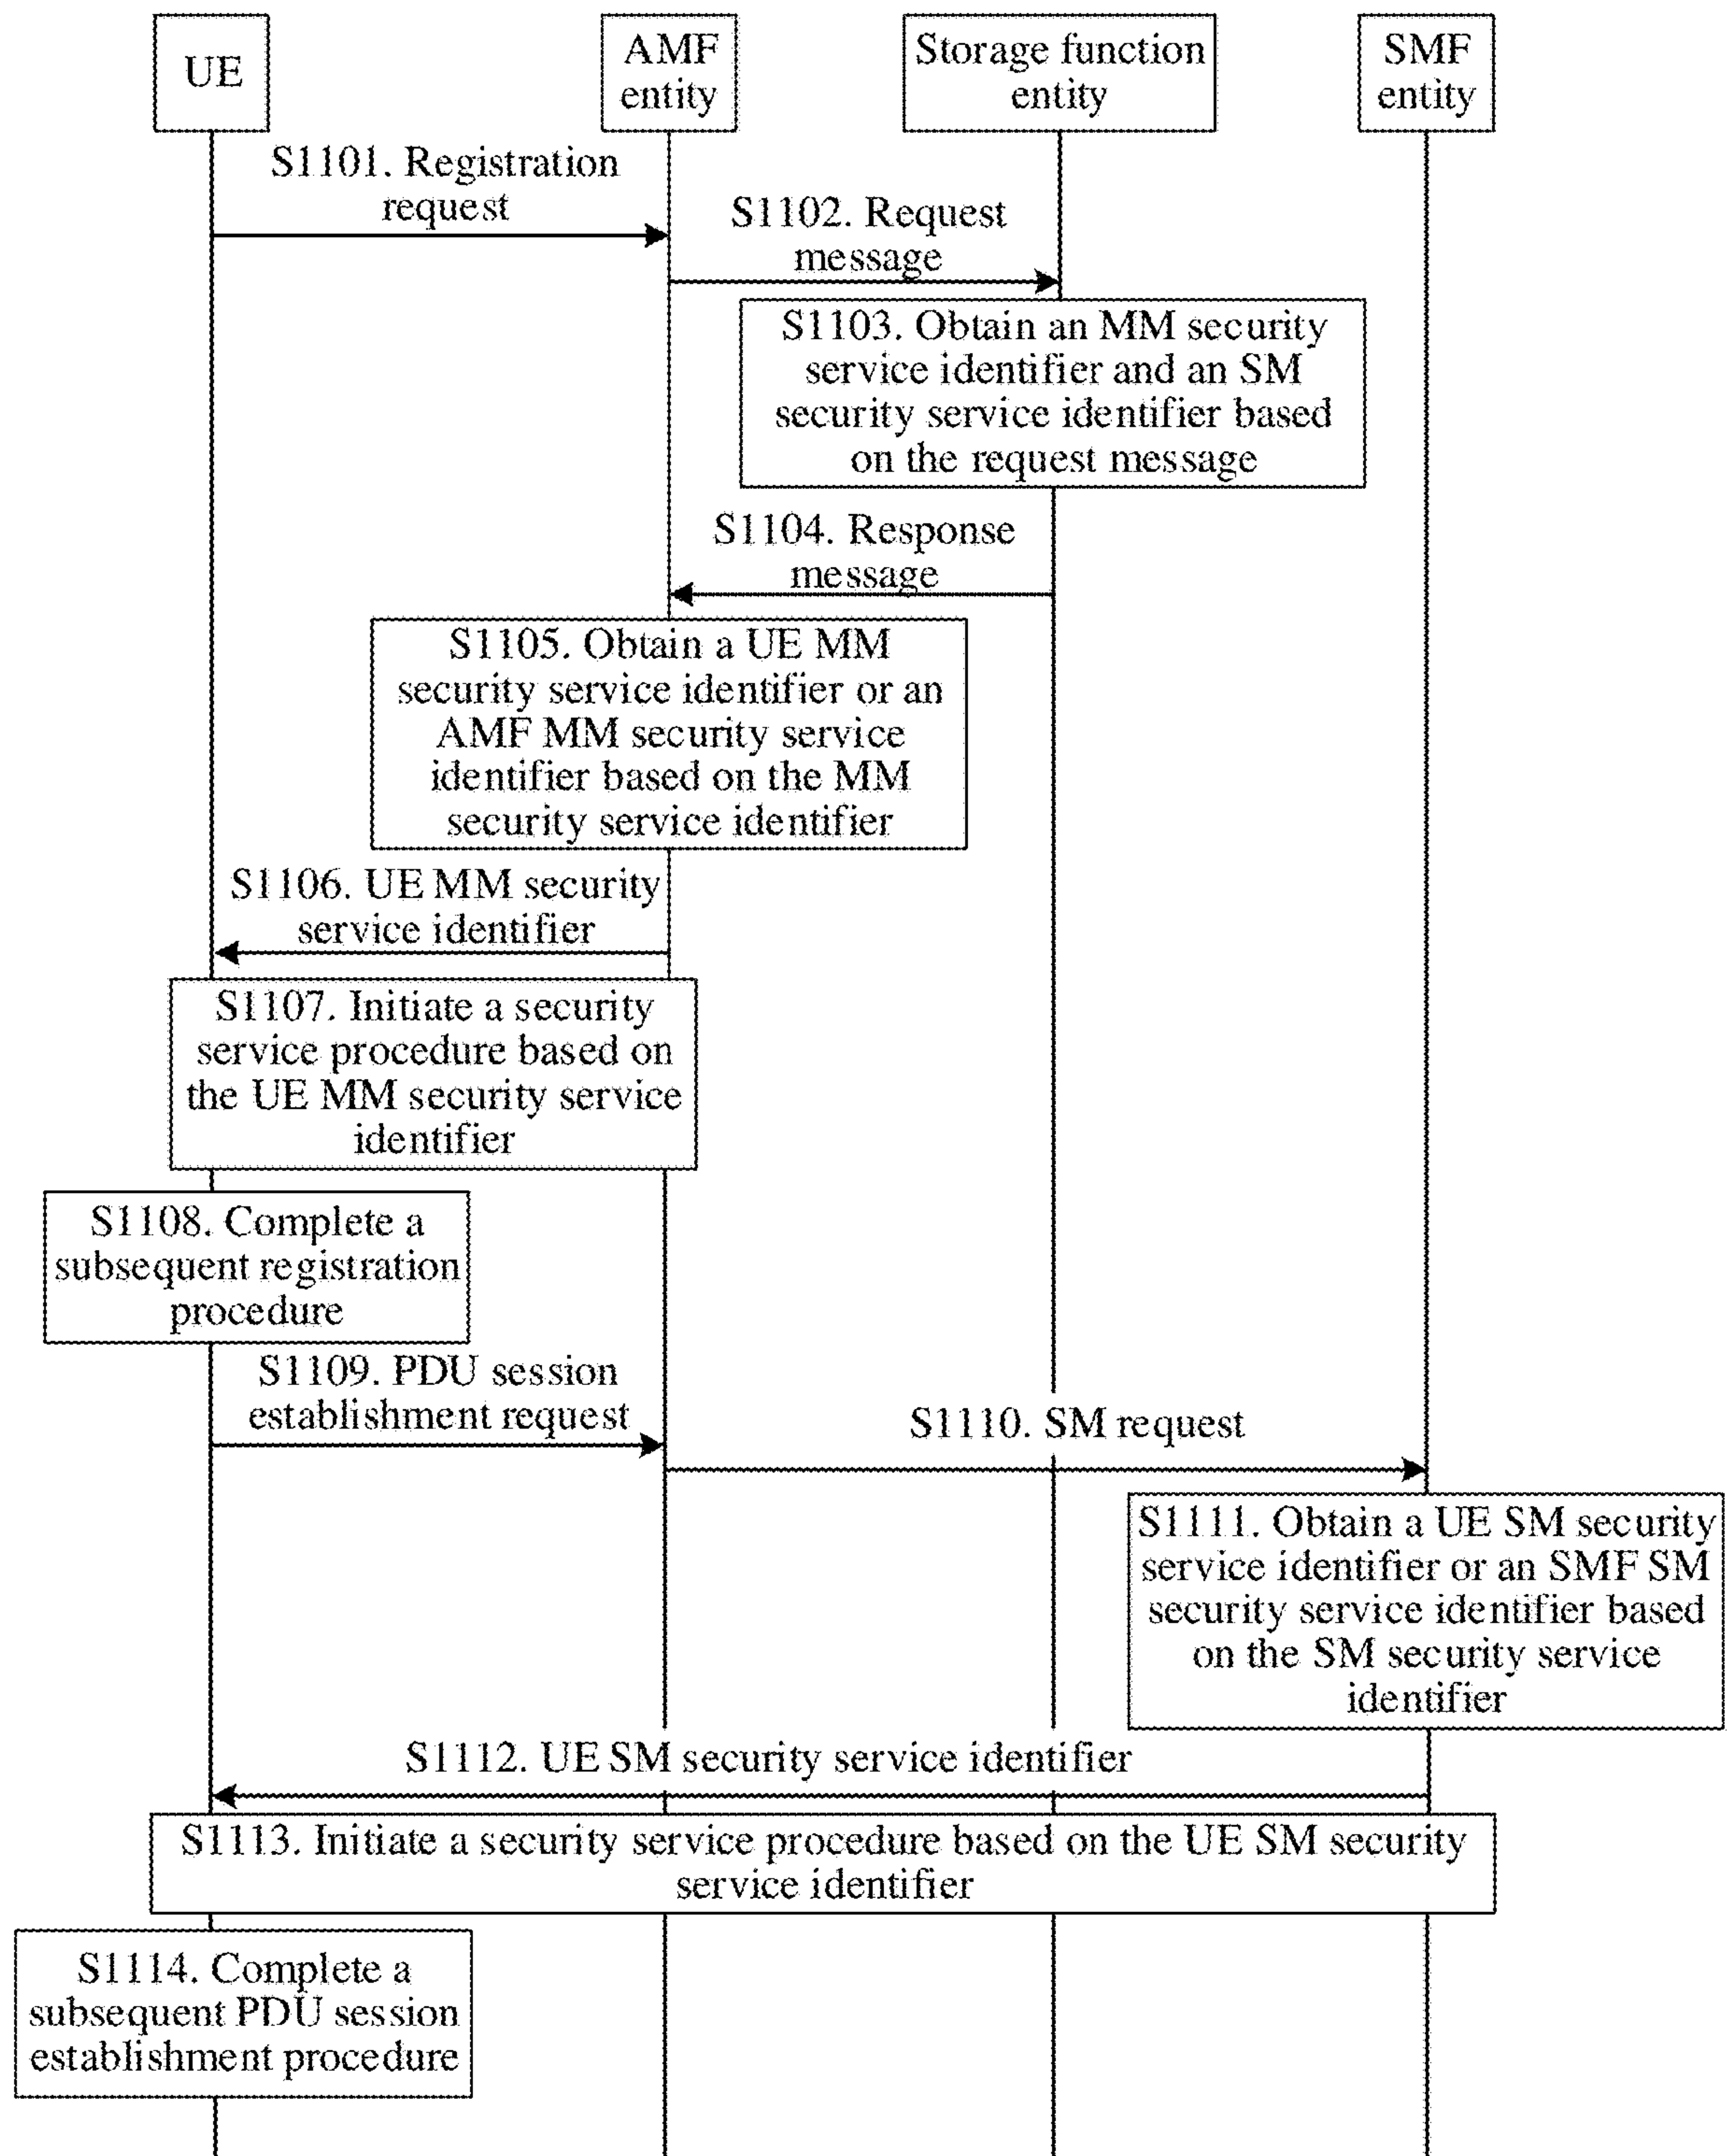 UE
AMF
entity
Storage function
entity
SMF
entity
S1101. Registration
request
S1102. Request
message
S1103. Obtain an MM security
service identifier and an SM
security service identifier based
on the request message
S1104. Response
message
S1105. Obtain a UE MM
security service identifier or an
AMF MM security service
identifier based on the MM
security service identifier
S1106. UE MM security
service identifier
S1107. Initiate a security
service procedure based on
the UE MM security service
identifier
S1108. Complete a
subsequent registration
procedure
S1109. PDU session
establishment request
S1110. SM request
S1111. Obtain a UE SM security
service identifier or an SMF SM
security service identifier based
on the SM security service
identifier
S1112. UE SM security service identifier
S1113. Initiate a security service procedure based on the UE SM security
service identifier
S1114. Complete a
subsequent PDU session
establishment procedure